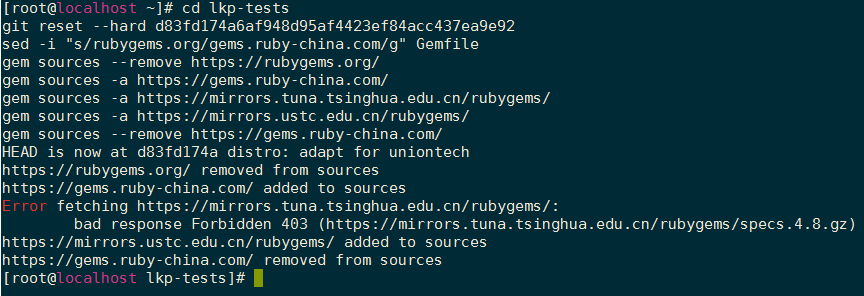 [root@localhost ~]# cd lkp-tests
git reset --hard d83fd174a6af948d95af4423ef84acc437ea9e92
sed -i "s/rubygems.org/gems.ruby-china.com/g" Gemfile
gem sources --remove https://rubygems.org/
gem sources -a https://gems.ruby-china.com/
gem sources -a https://mirrors.tuna.tsinghua.edu.cn/rubygems/
gem sources -a https://mirrors.ustc.edu.cn/rubygems/
gem sources --remove https://gems.ruby-china.com/
HEAD is now at d83fd174a distro: adapt for uniontech
https://rubygems.org/ removed from sources
https://gems.ruby-china.com/ added to sources
Error fetching https://mirrors.tuna.tsinghua.edu.cn/rubygems/:
        bad response Forbidden 403 (https://mirrors.tuna.tsinghua.edu.cn/rubygems/specs.4.8.gz)
https://mirrors.ustc.edu.cn/rubygems/ added to sources
https://gems.ruby-china.com/ removed from sources
[root@localhost lkp-tests]#